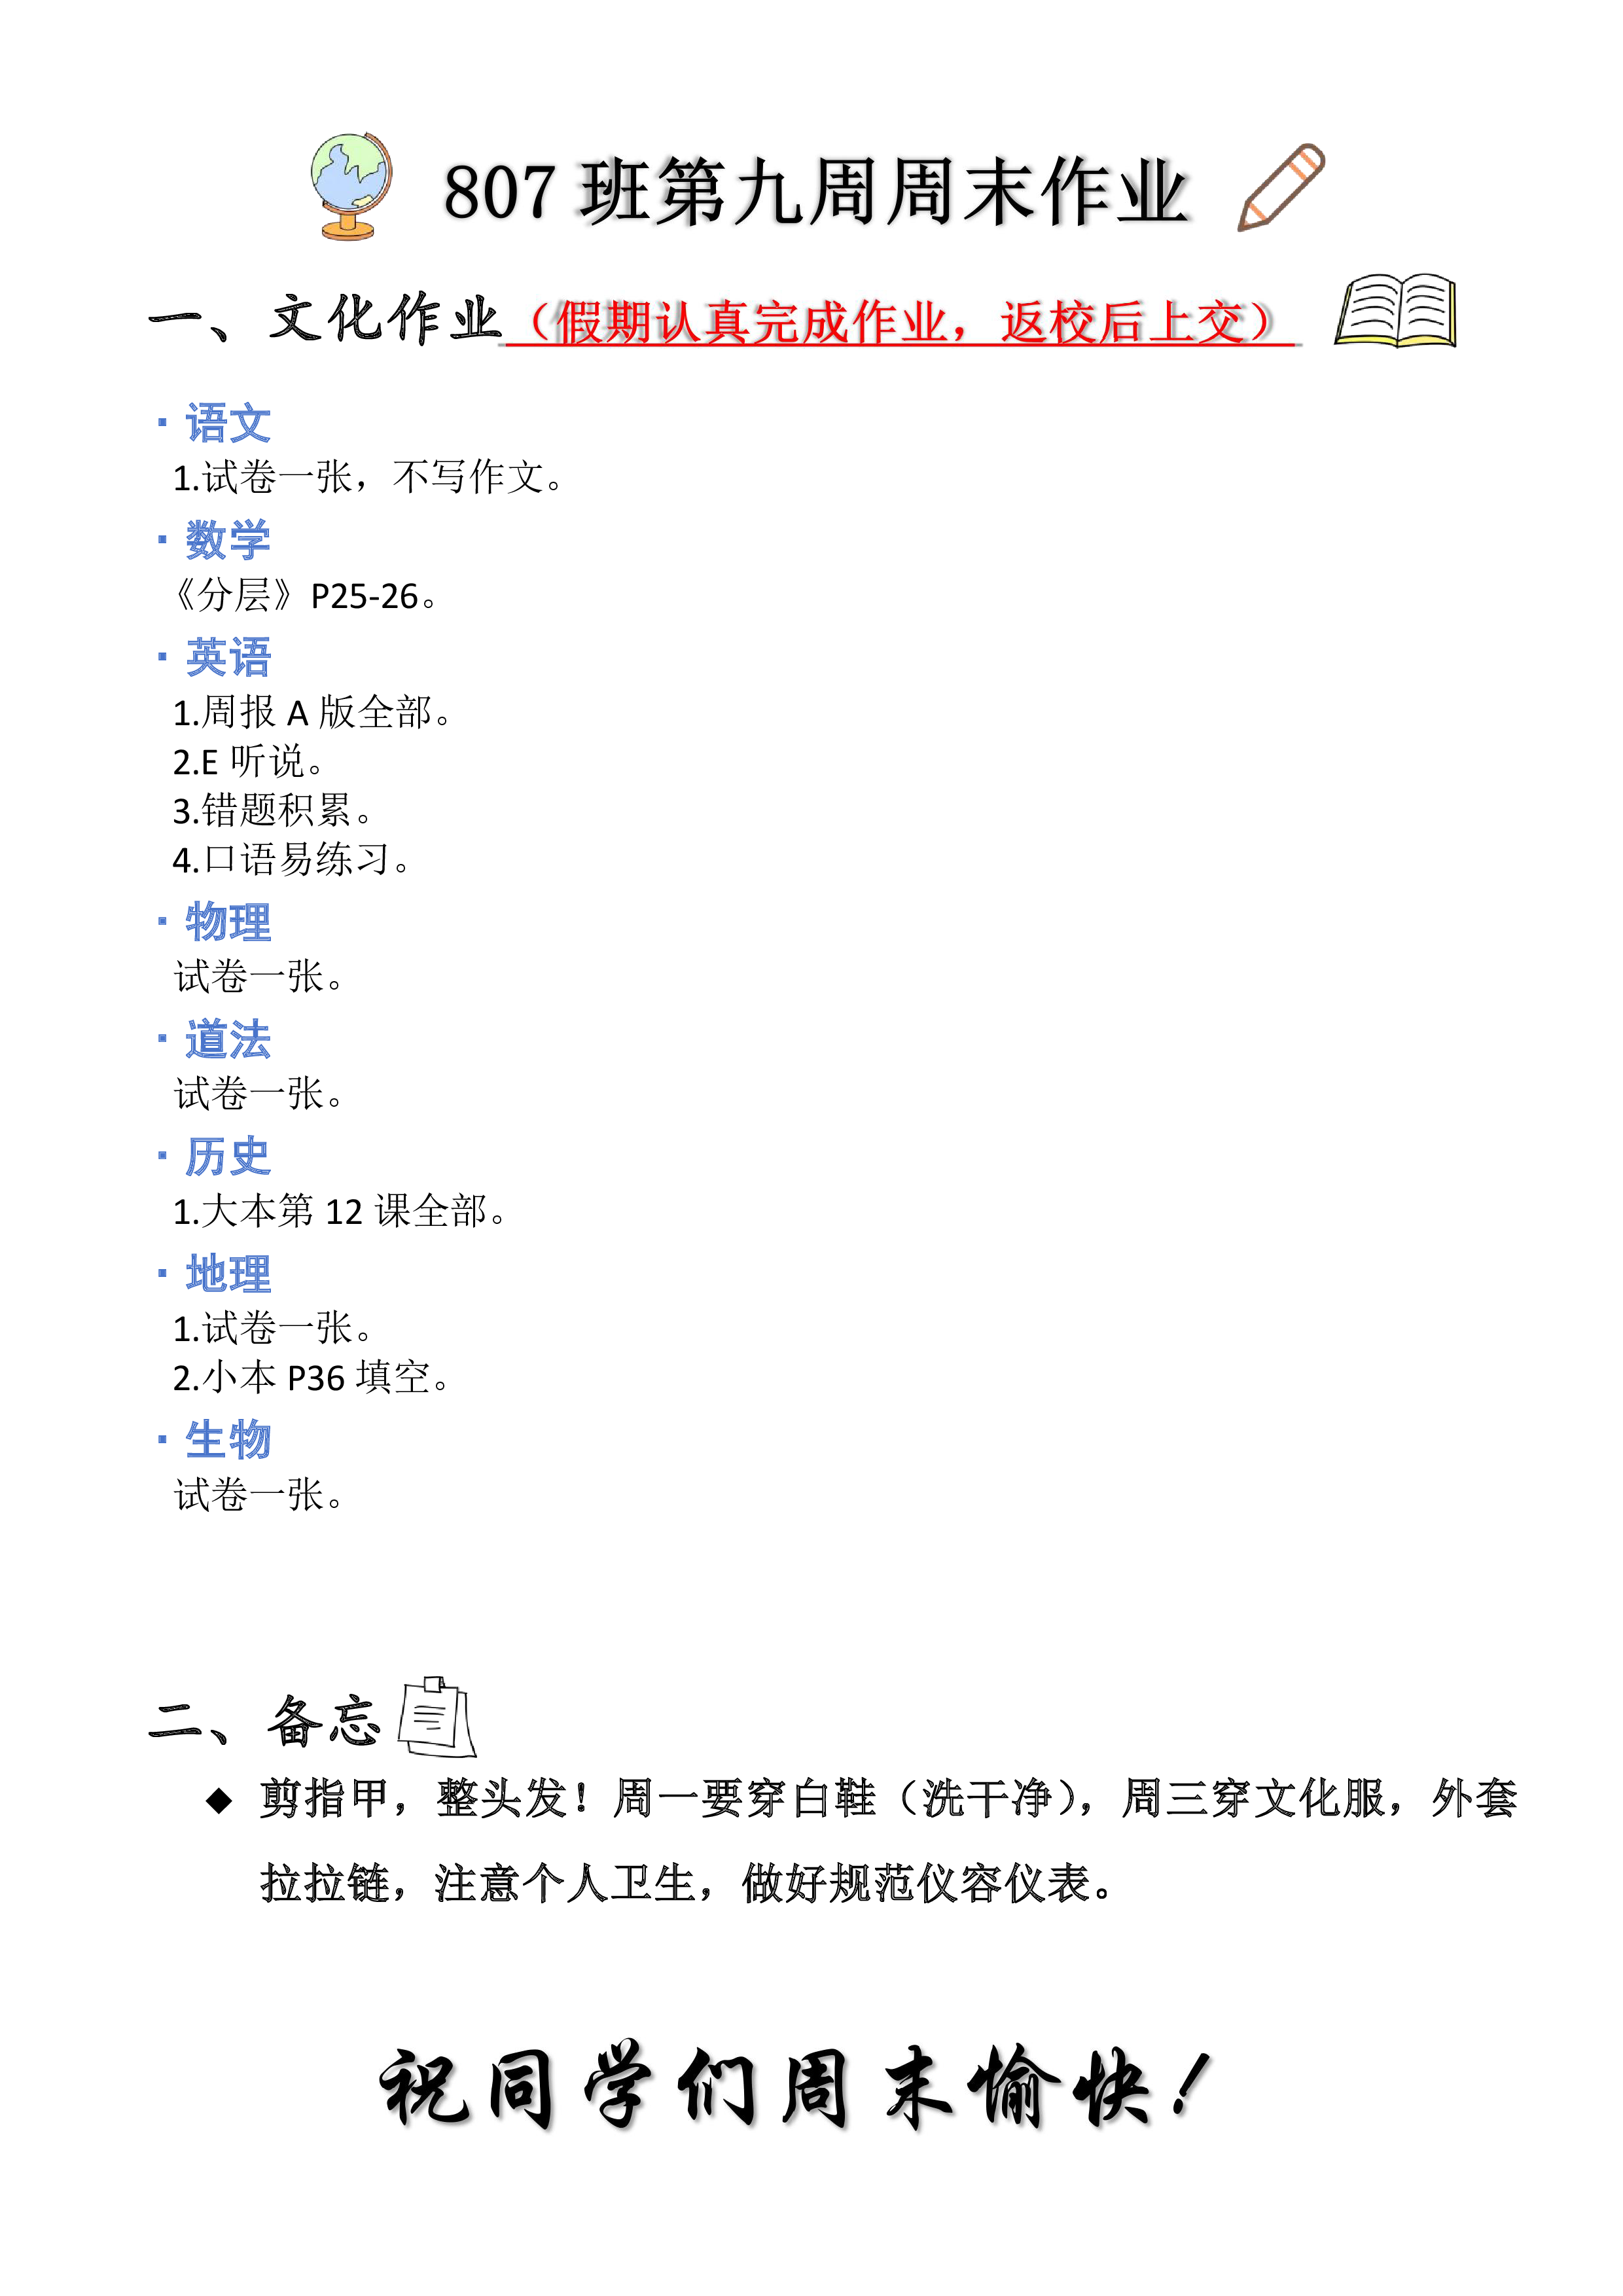 807 班第九周周末作业
一、文化作业（假期认真完成作业，返校后上交）
· 语文
1.试卷一张，不写作文。
· 数学
《分层》P25-26。
· 英语
1.周报 A 版全部。
2.E 听说。
3.错题积累。
4.口语易练习。
· 物理
试卷一张。
· 道法
试卷一张。
· 历史
1.大本第 12 课全部。
· 地理
1.试卷一张。
2.小本 P36 填空。
· 生物
试卷一张。
二、备忘
◆ 剪指甲，整头发！周一要穿白鞋（洗干净），周三穿文化服，外套
拉拉链，注意个人卫生，做好规范仪容仪表。
祝同学们周末愉快！